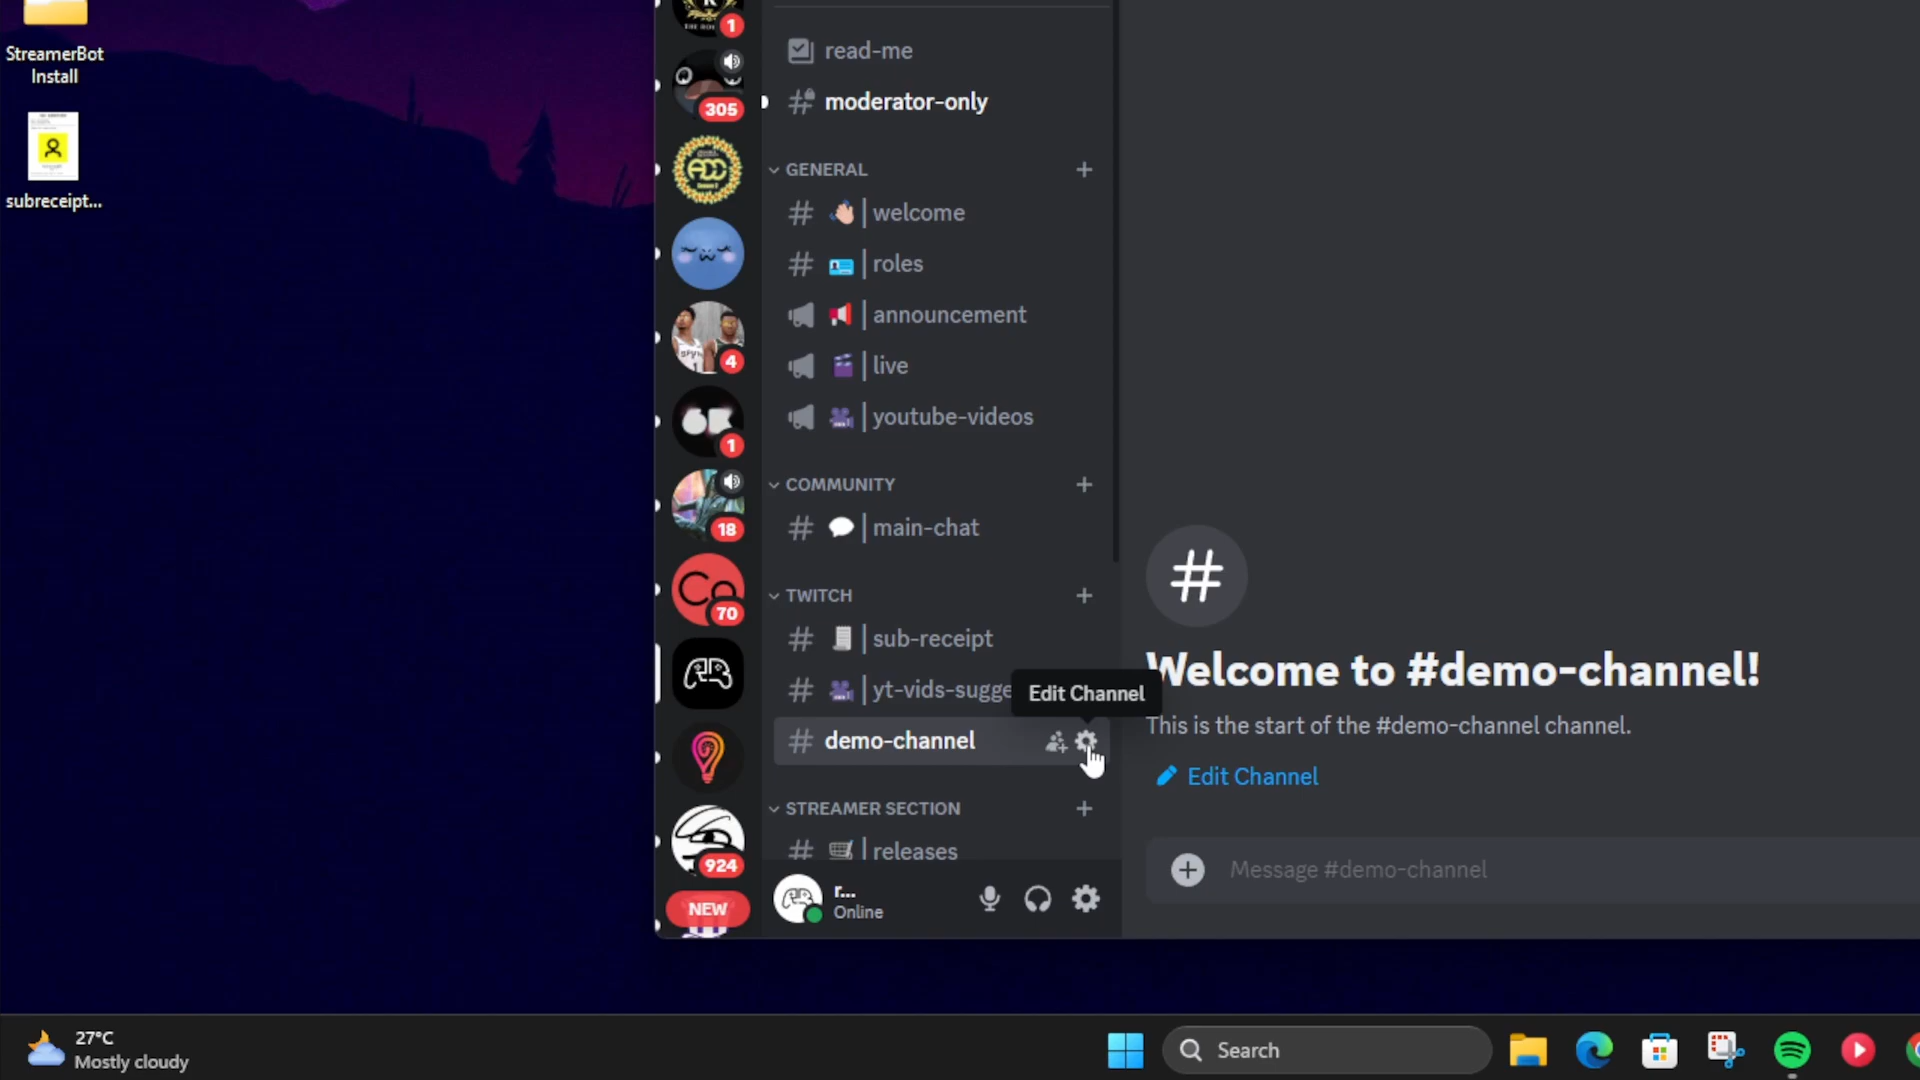 StreamerBot
Install
subreceipt...
1
305
4
1
18
70
924
NEW
read-me
moderator-only
GENERAL
welcome
roles
announcement
live
youtube-videos
COMMUNITY
main-chat
TWITCH
sub-receipt
yt-vids-sugge
Edit Channel
demo-channel
STREAMER SECTION
releases
r...
Online
Welcome to #demo-channel!
This is the start of the #demo-channel channel.
Edit Channel
Message #demo-channel
27°C
Mostly cloudy
Search